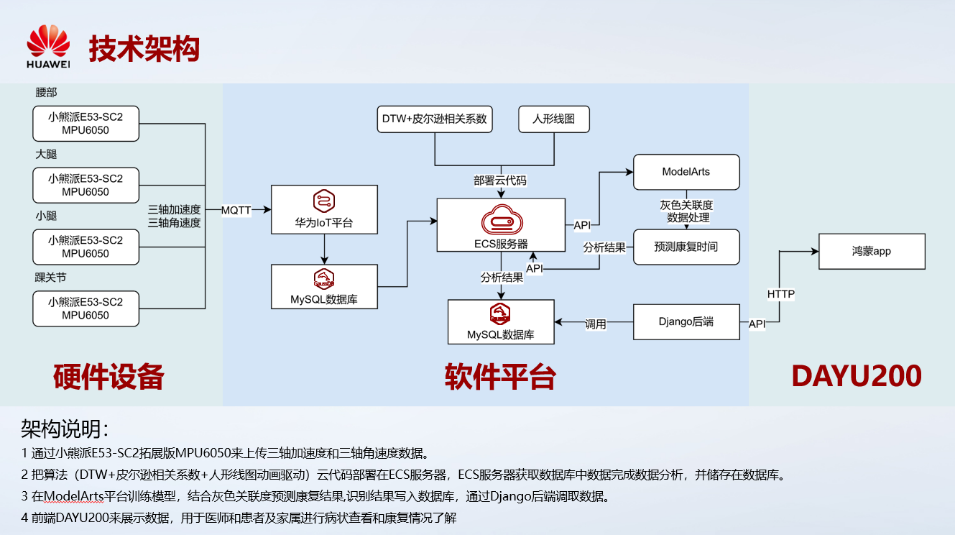 HUAWEI
技术架构
腰部
小熊派E53-SC2
MPU6050
大腿
小熊派E53-SC2
MPU6050
小腿
小熊派E53-SC2
MPU6050
踝关节
小熊派E53-SC2
MPU6050
三轴加速度
三轴角速度
MQTT
华为IoT平台
MySQL数据库
DTW+皮尔逊相关系数
人形线图
部署云代码
ECS服务器
API
ModelArts
灰色关联度
数据处理
预测康复时间
分析结果
API
分析结果
MySQL数据库
调用
Django后端
API
HTTP
鸿蒙app
硬件设备
软件平台
DAYU200
架构说明：
1 通过小熊派E53-SC2拓展版MPU6050来上传三轴加速度和三轴角速度数据。
2 把算法（DTW+皮尔逊相关系数+人形线图动画驱动）云代码部署在ECS服务器，ECS服务器获取数据库中数据完成数据分析，并储存在数据库。
3 在ModelArts平台训练模型，结合灰色关联度预测康复结果,识别结果写入数据库，通过Django后端调取数据。
4 前端DAYU200来展示数据，用于医师和患者及家属进行病状查看和康复情况了解